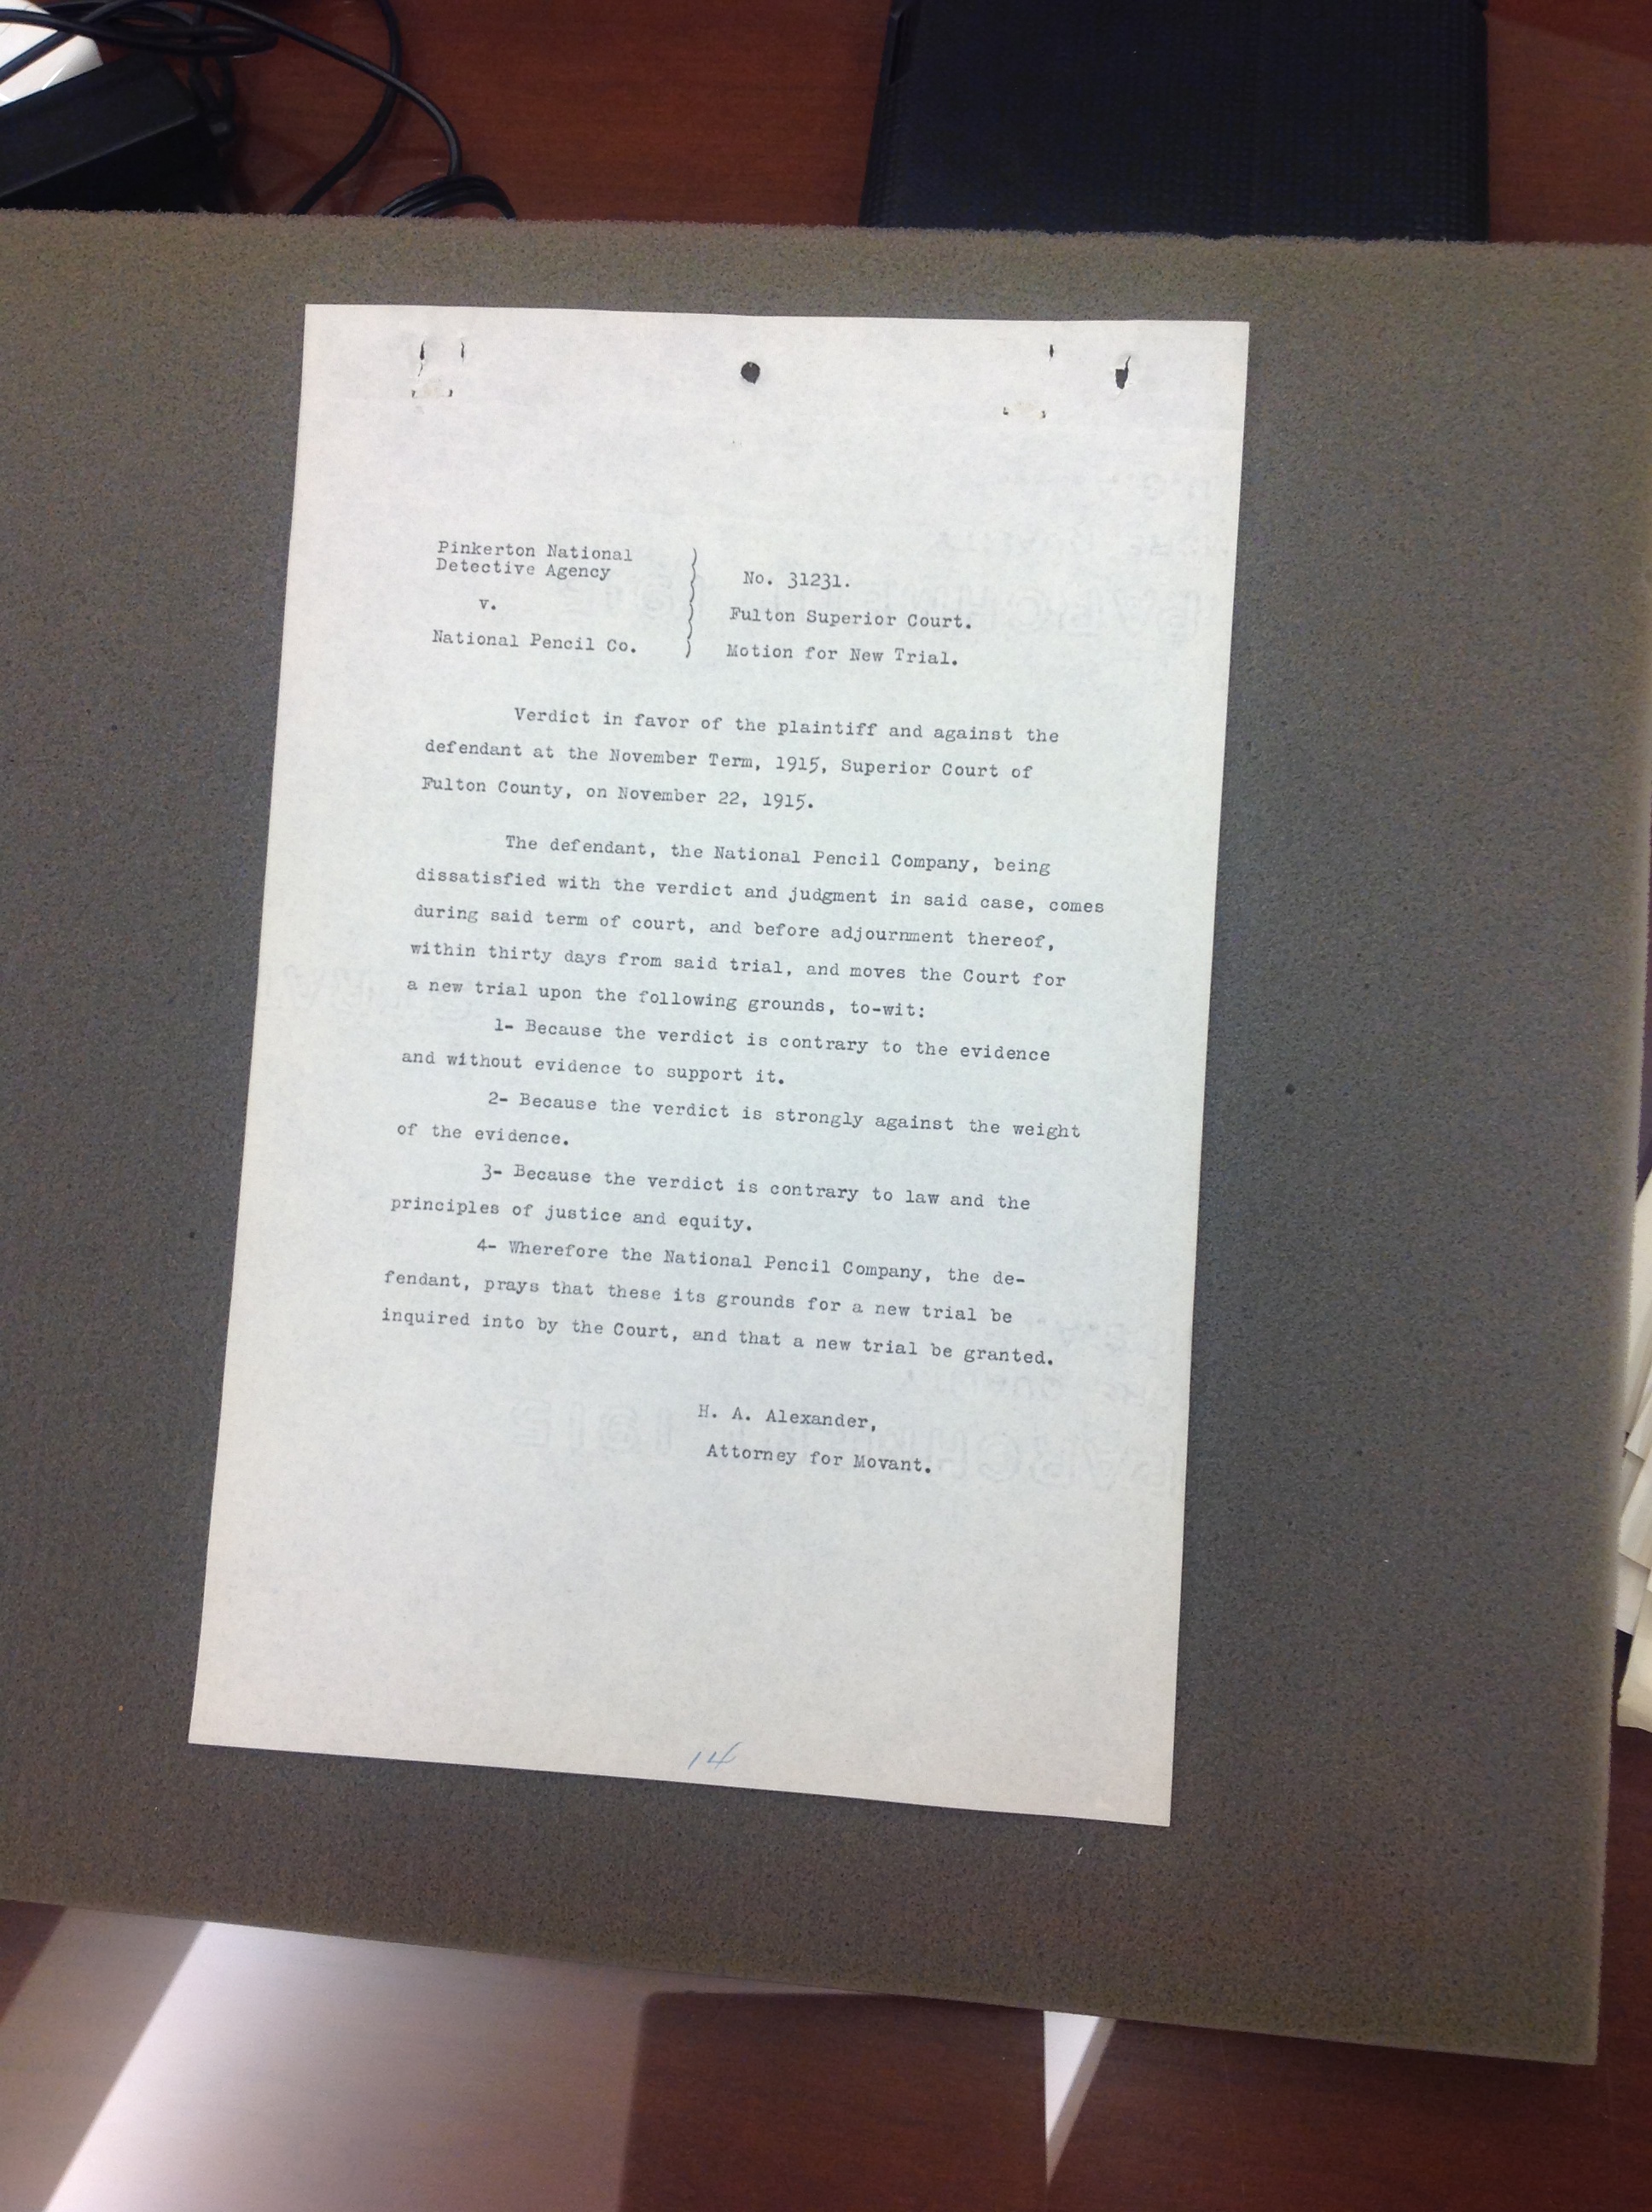 Pinkerton National
Detective Agency
v.
National Pencil Co.
No. 31231.
Fulton Superior Court.
Motion for New Trial.
Verdict in favor of the plaintiff and against the
defendant at the November Term, 1915, Superior Court of
Fulton County, on November 22, 1915.
The defendant, the National Pencil Company, being
dissatisfied with the verdict and judgment in said case, comes
during said term of court, and before adjournment thereof,
within thirty days from said trial, and moves the Court for
a new trial upon the following grounds, to-wit:
1- Because the verdict is contrary to the evidence
and without evidence to support it.
2- Because the verdict is strongly against the weight
of the evidence.
3- Because the verdict is contrary to law and the
principles of justice and equity.
4- Wherefore the National Pencil Company, the de-
fendant, prays that these its grounds for a new trial be
inquired into by the Court, and that a new trial be granted.
H. A. Alexander,
Attorney for Movant.
14